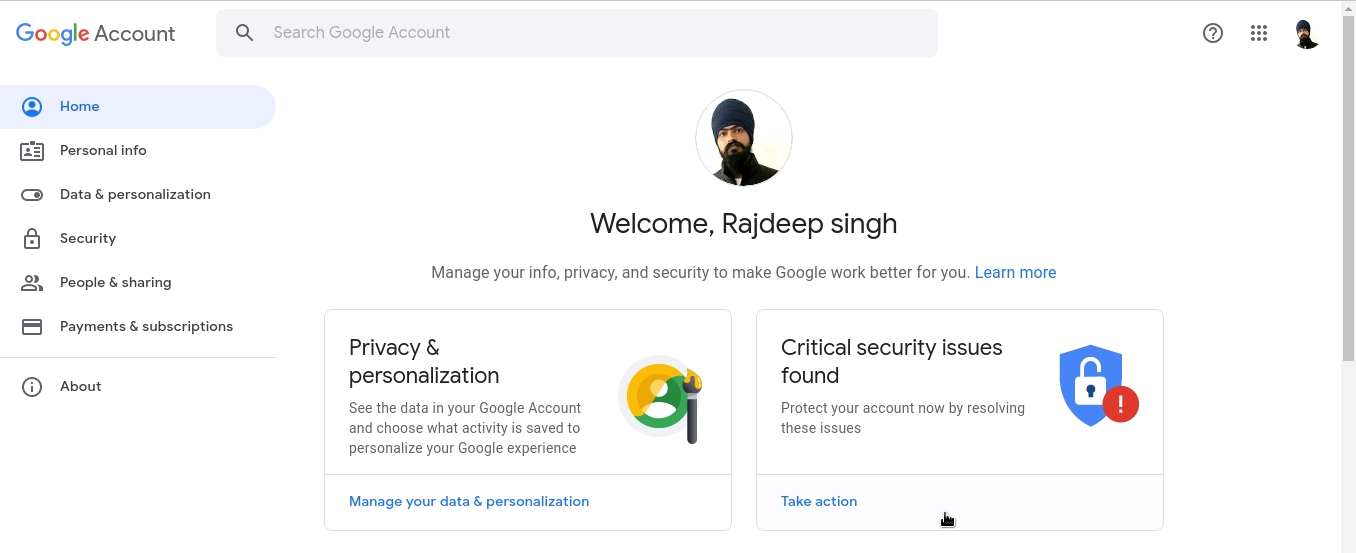 Google Account
Search Google Account
Home
Personal info
Data & personalization
Security
People & sharing
Payments & subscriptions
About
Welcome, Rajdeep singh
Manage your info, privacy, and security to make Google work better for you. Learn more
Privacy &
personalization
See the data in your Google Account
and choose what activity is saved to
personalize your Google experience
Manage your data & personalization
Critical security issues
found
Protect your account now by resolving
these issues
Take action